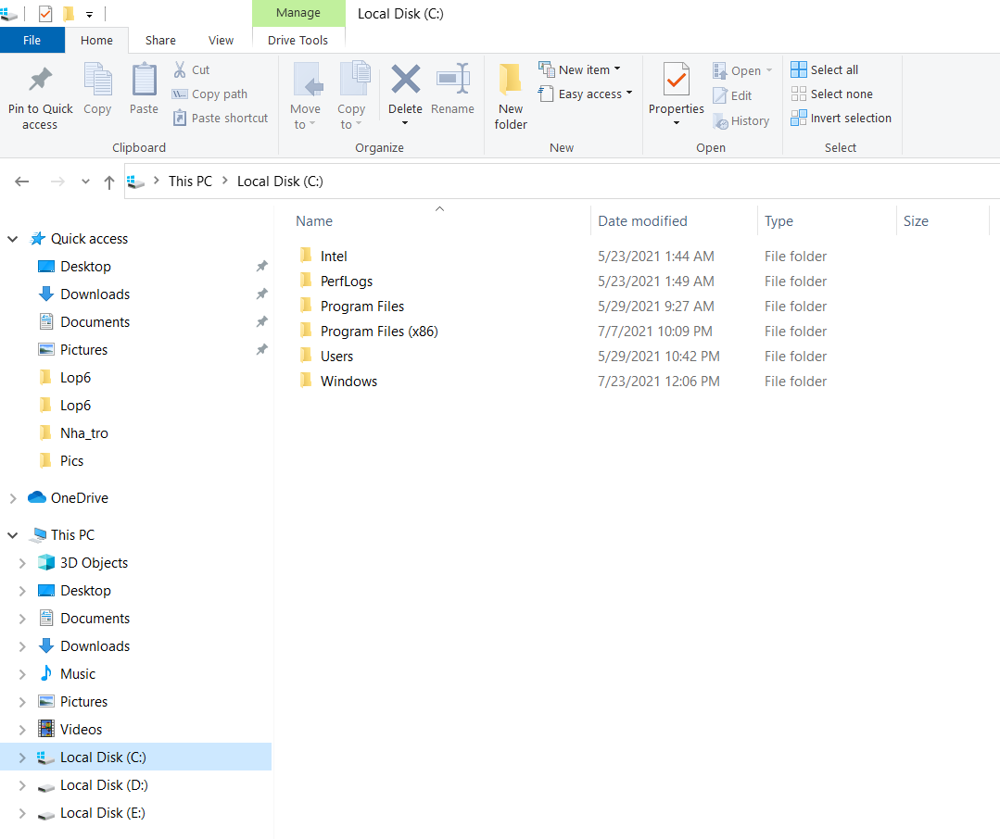 Manage
Local Disk (C:)
File
Home
Share
View
Drive Tools
Pin to Quick access
Copy
Paste
Cut
Copy path
Paste shortcut
Clipboard
Move to
Copy to
Delete
Rename
Organize
New folder
New item
Easy access
New
Properties
Open
Edit
History
Open
Select all
Select none
Invert selection
Select
This PC
Local Disk (C:)
Name
Date modified
Type
Size
Intel 5/23/2021 1:44 AM File folder
PerfLogs 5/23/2021 1:49 AM File folder
Program Files 5/29/2021 9:27 AM File folder
Program Files (x86) 7/7/2021 10:09 PM File folder
Users 5/29/2021 10:42 PM File folder
Windows 7/23/2021 12:06 PM File folder
Quick access
Desktop
Downloads
Documents
Pictures
Lop6
Lop6
Nha_tro
Pics
OneDrive
This PC
3D Objects
Desktop
Documents
Downloads
Music
Pictures
Videos
Local Disk (C:)
Local Disk (D:)
Local Disk (E:)